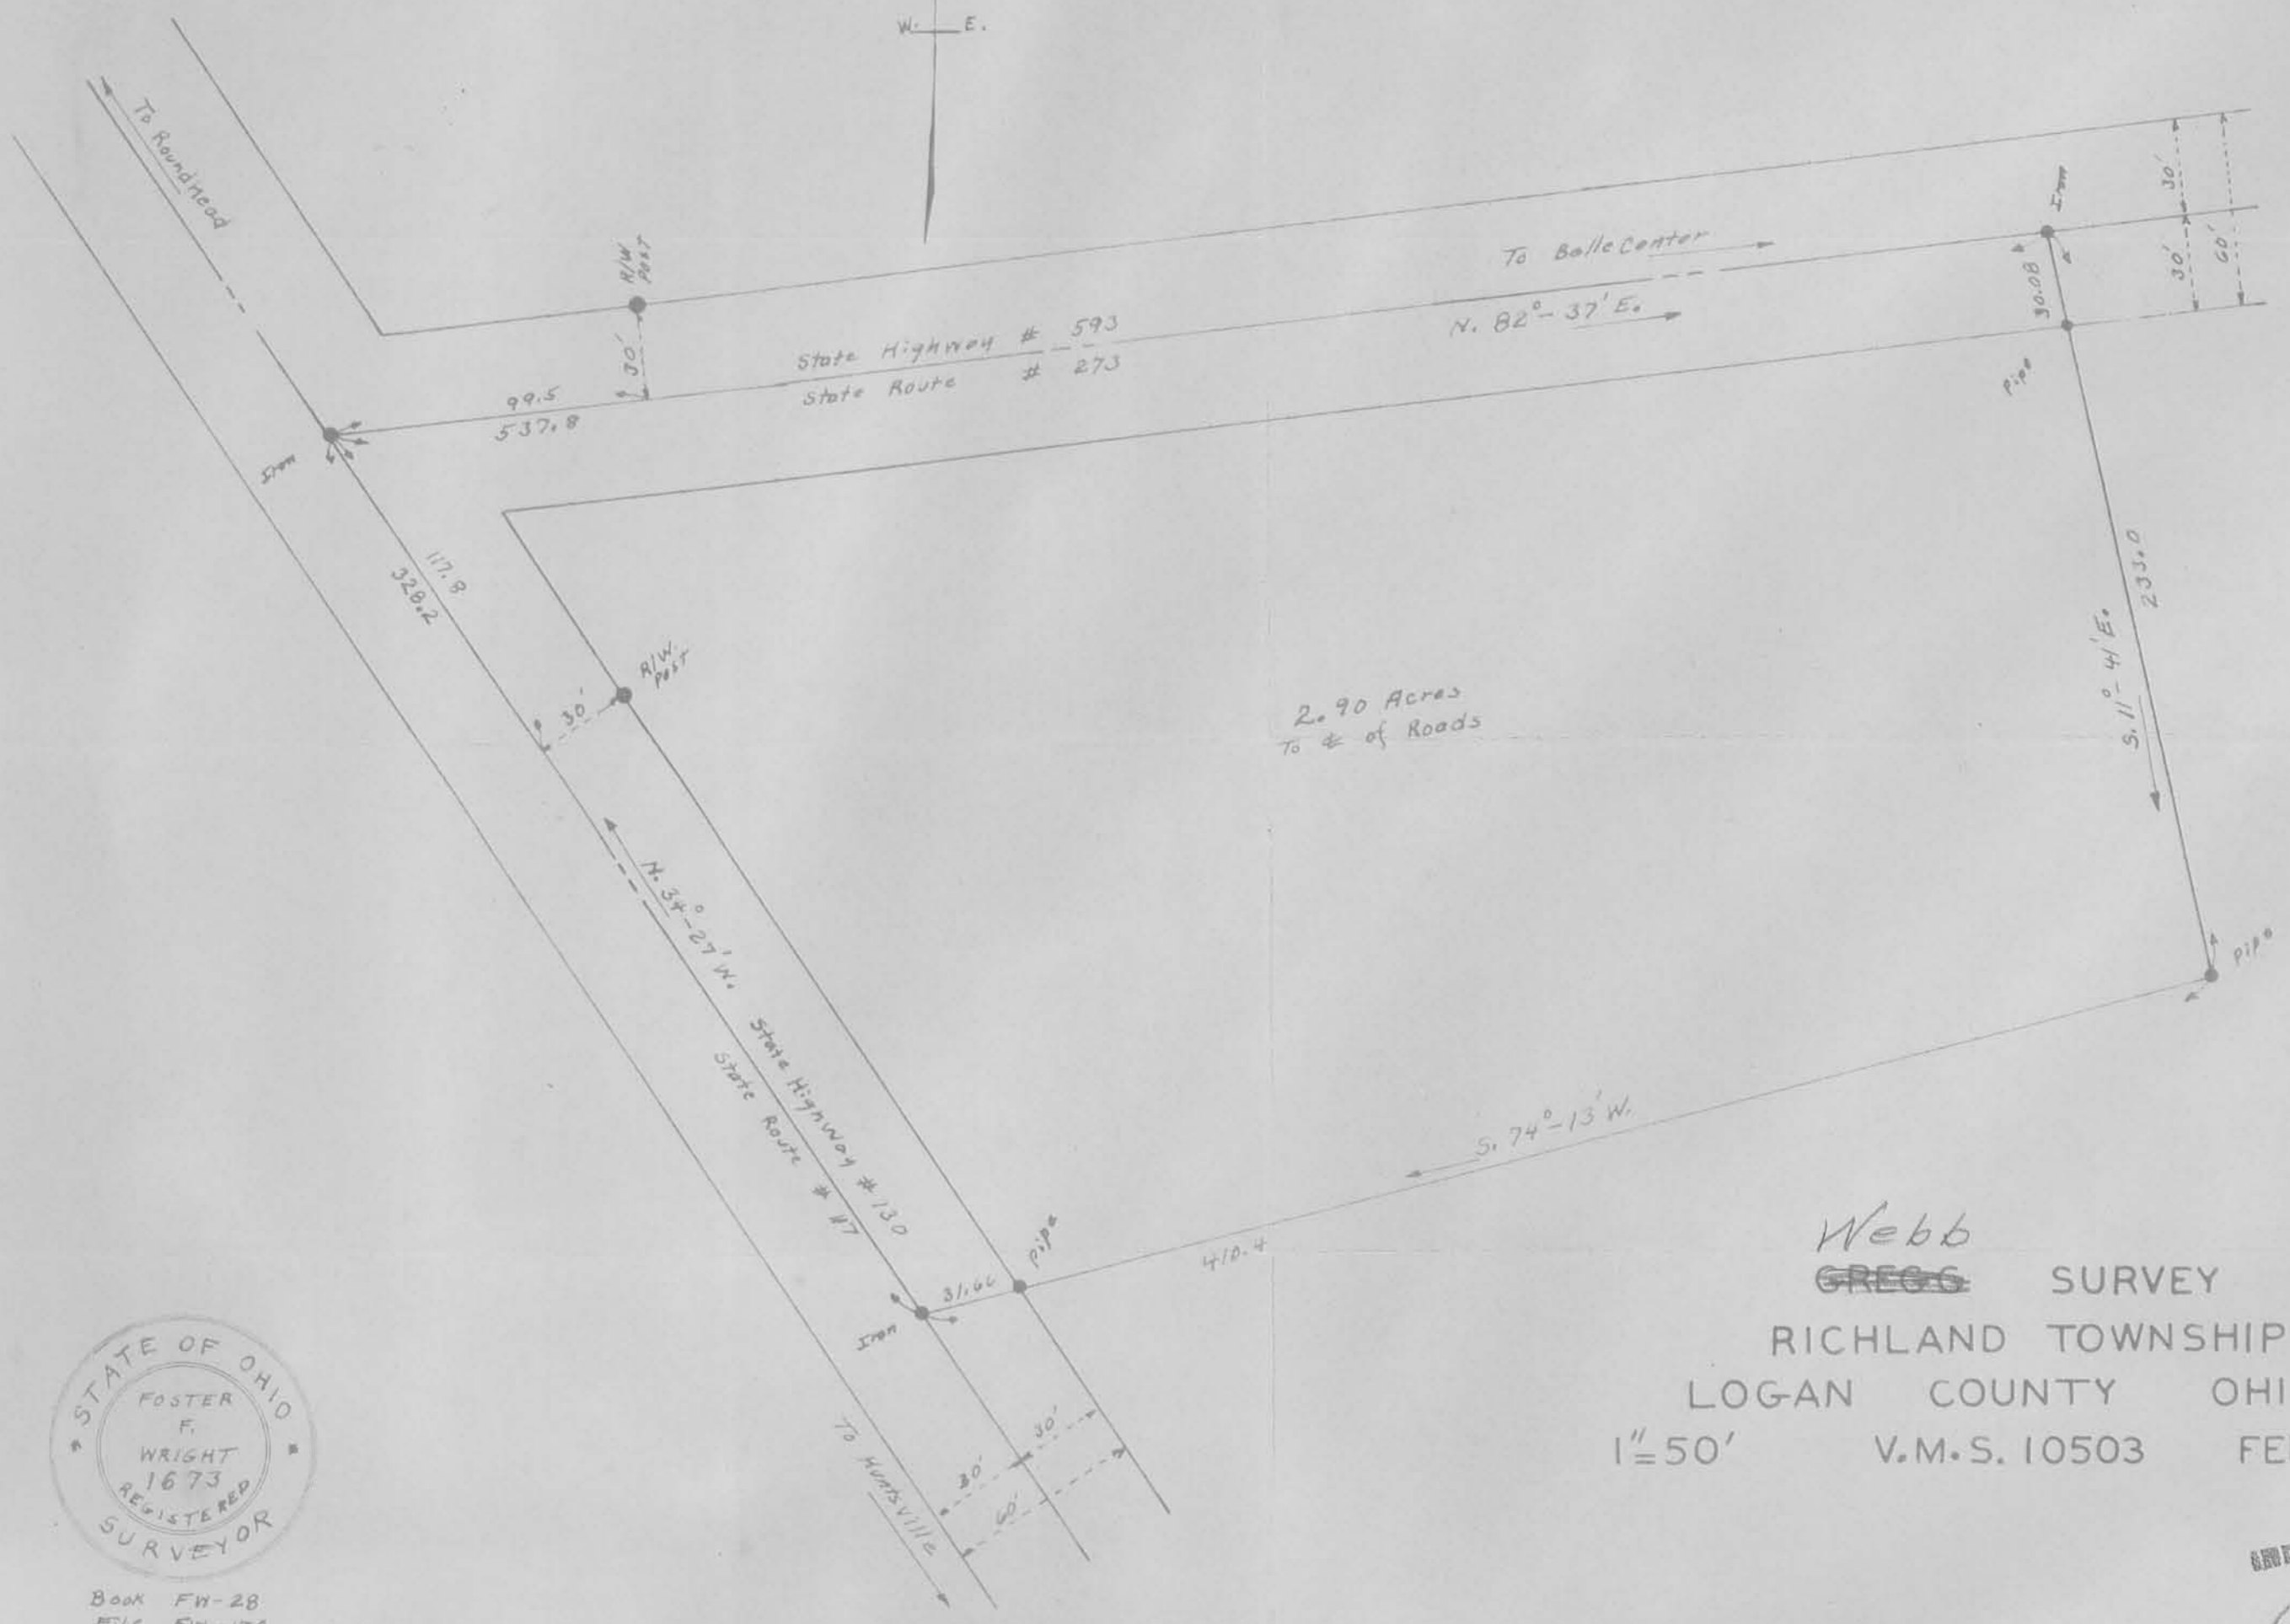 W. E.
To Roundhead
R/W
Post
30'
To Belle Center
N. 82°-37' E.
State Highway # 593
State Route # 273
99.5
537.8
Iron
Iron
30.08
Pipe
30'
30'
60'
117.8
328.2
R/W.
Post
30'
2.90 Acres
To ℄ of Roads
S. 11°-41' E.
233.0
Pipe
N. 34°-27' W.
State Highway # 130
State Route # 117
S. 74°-13' W.
410.4
31.66
Pipe
Iron
30'
30'
60'
To Huntsville
Webb
GREGG SURVEY
RICHLAND TOWNSHIP
LOGAN COUNTY OHI
1"=50' V.M.S. 10503
STATE OF OHIO
FOSTER
F.
WRIGHT
1673
REGISTERED
SURVEYOR
Book FW-28